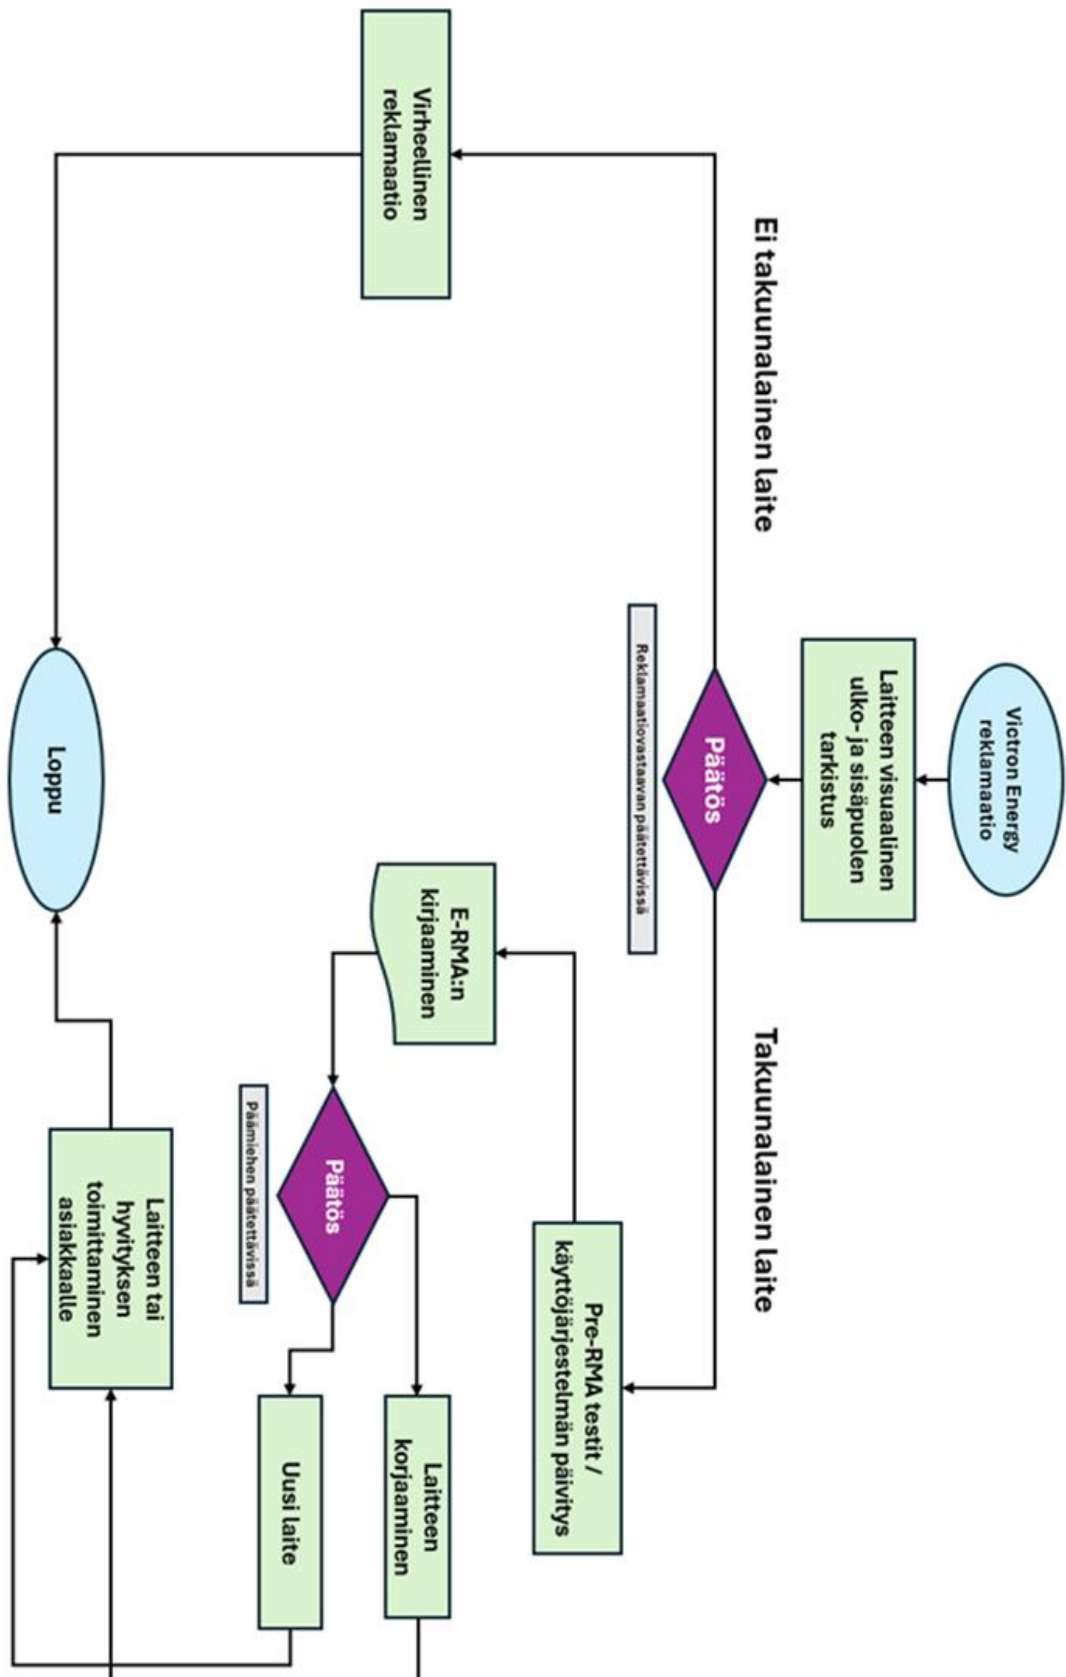 Victron Energy
reklamaatio
Laitteen visuaalinen
ulko- ja sisäpuolen
tarkistus
Ei takuunalainen laite
Päätös
Takuunalainen laite
Reklamaatiovastaavan päätettävissä
Virheellinen
reklamaatio
Pre-RMA testit /
käyttöjärjestelmän päivitys
E-RMA:n
kirjaaminen
Päätös
Laitteen
korjaaminen
Päämiehen päätettävissä
Uusi laite
Laitteen tai
hyvityksen
toimittaminen
asiakkaalle
Loppu